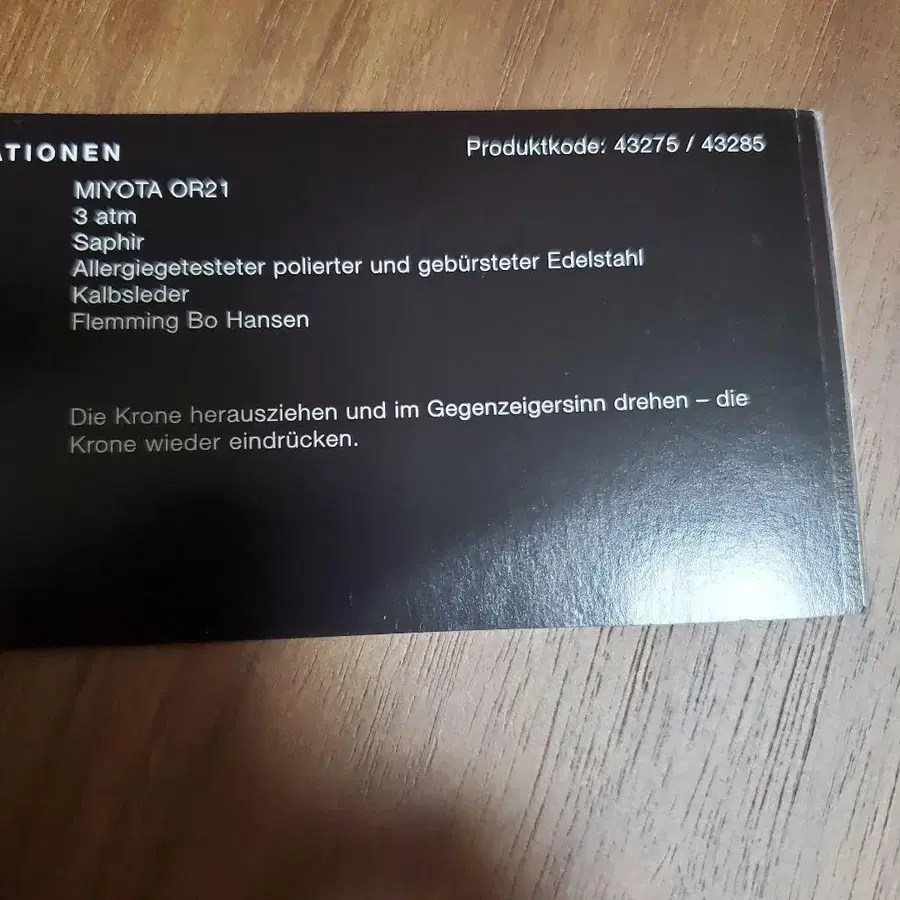 ATIONEN
Produktkode: 43275 / 43285
MIYOTA OR21
3 atm
Saphir
Allergiegetesteter polierter und gebürsteter Edelstahl
Kalbsleder
Flemming Bo Hansen
Die Krone herausziehen und im Gegenzeigersinn drehen – die
Krone wieder eindrücken.